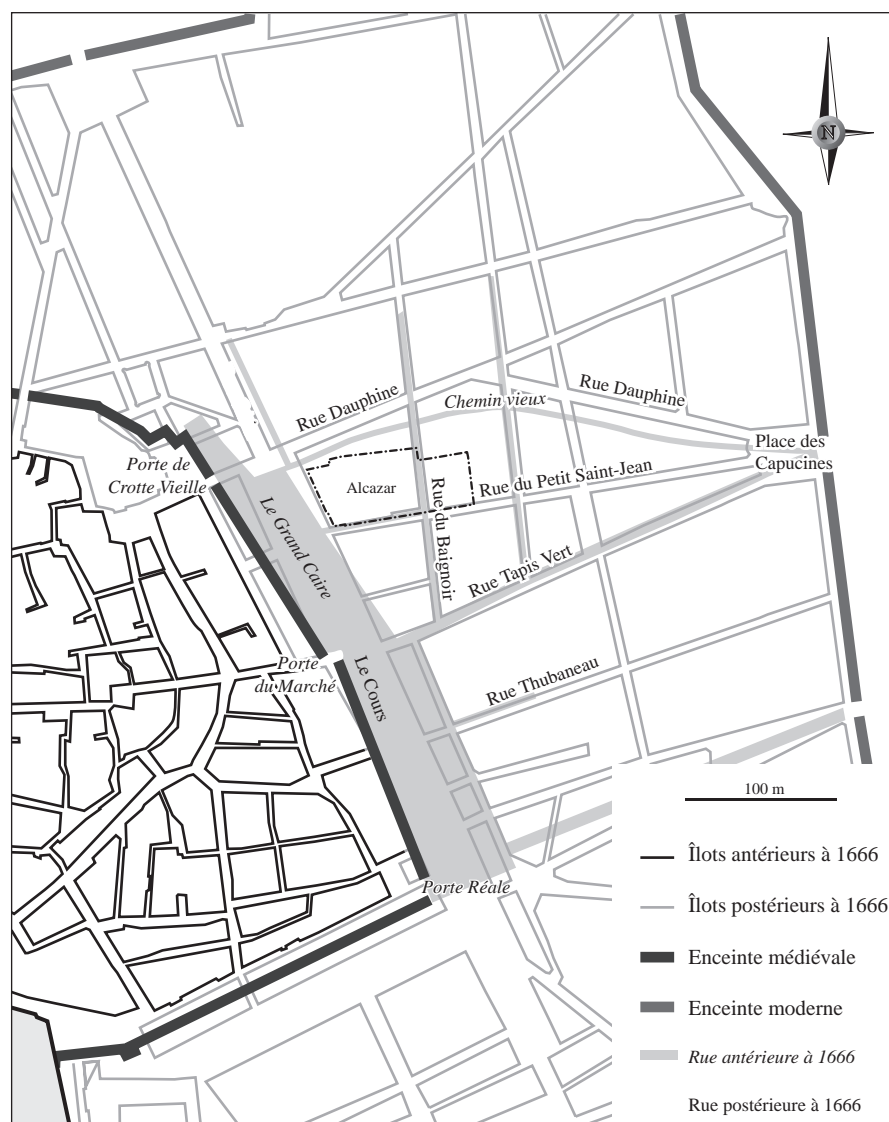 N
Rue Dauphine
Chemin vieux
Rue Dauphine
Place des
Capucines
Porte de
Crotte Vieille
Alcazar
Rue du Petit Saint-Jean
Rue du Baignoir
Le Grand Caire
Rue Tapis Vert
Porte
du Marché
Le Cours
Rue Thubaneau
Porte Réale
100 m
Îlots antérieurs à 1666
Îlots postérieurs à 1666
Enceinte médiévale
Enceinte moderne
Rue antérieure à 1666
Rue postérieure à 1666